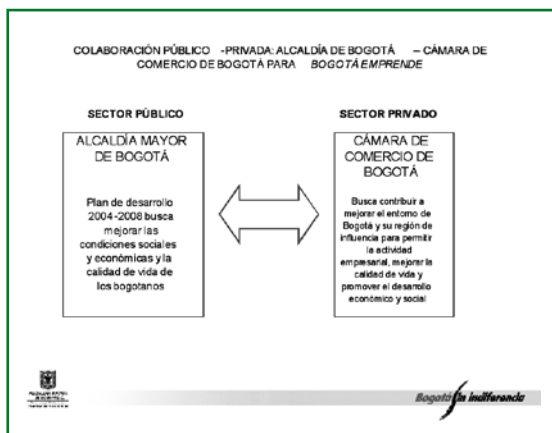 COLABORACIÓN PÚBLICO -PRIVADA: ALCALDÍA DE BOGOTÁ – CÁMARA DE
COMERCIO DE BOGOTÁ PARA BOGOTÁ EMPRENDE
SECTOR PÚBLICO
ALCALDÍA MAYOR
DE BOGOTÁ
Plan de desarrollo
2004-2008 busca
mejorar las
condiciones sociales
y económicas y la
calidad de vida de
los bogotanos
SECTOR PRIVADO
CÁMARA DE
COMERCIO DE
BOGOTÁ
Busca contribuir a
mejorar el entorno de
Bogotá y su región de
influencia para permitir
la actividad
empresarial, mejorar la
calidad de vida y
promover el desarrollo
económico y social
Bogotá sin indiferencia